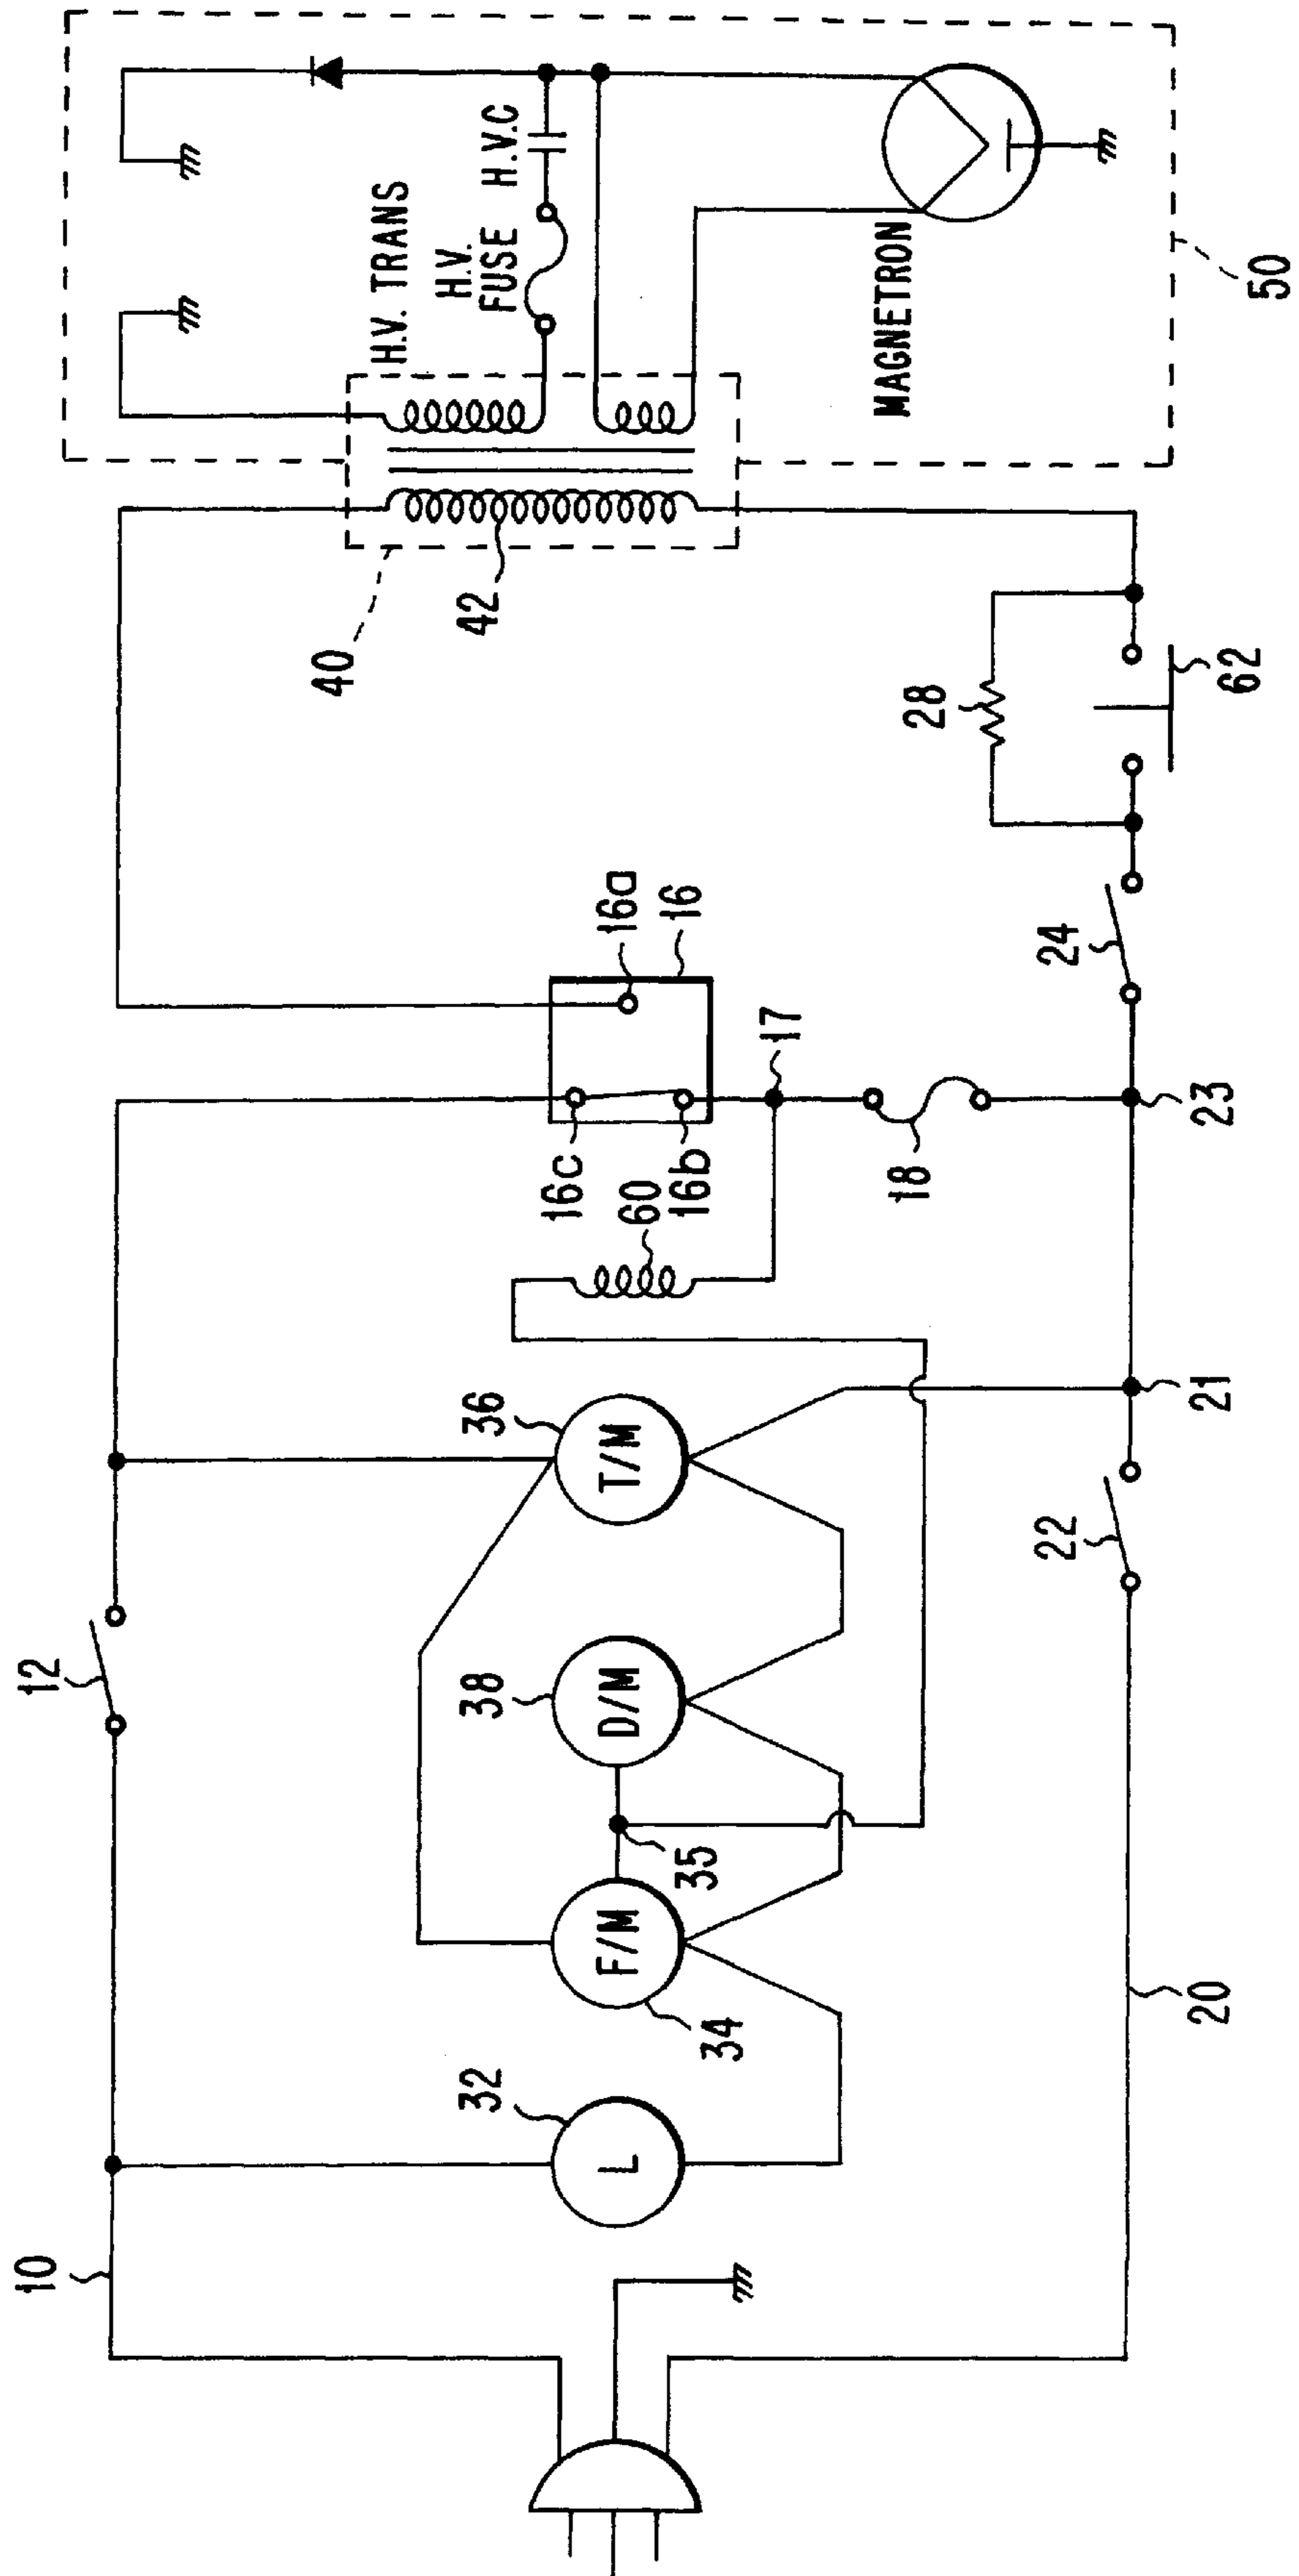 10
12
32
L
34
F/M
35
38
D/M
36
T/M
20
22
21
60
16c
16b
16a
16
17
18
23
24
28
62
40
42
H.V. TRANS
H.V.
FUSE
H.V.C
MAGNETRON
50